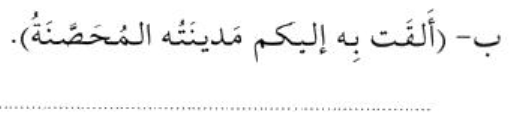 ب- (أَلقَت بِه إليكم مَدينَتُه المُحَصَّنَةُ).